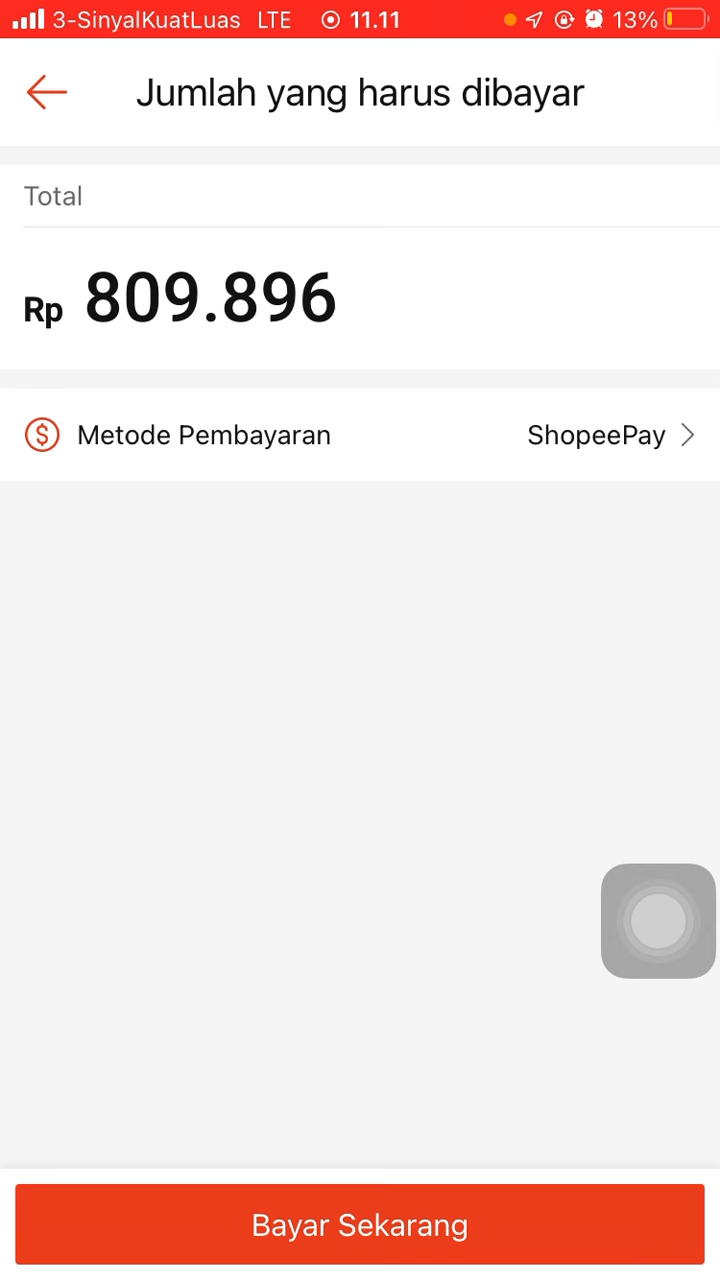 3-SinyalKuatLuas LTE 11.11 13%
Jumlah yang harus dibayar
Total
Rp 809.896
Metode Pembayaran ShopeePay
Bayar Sekarang